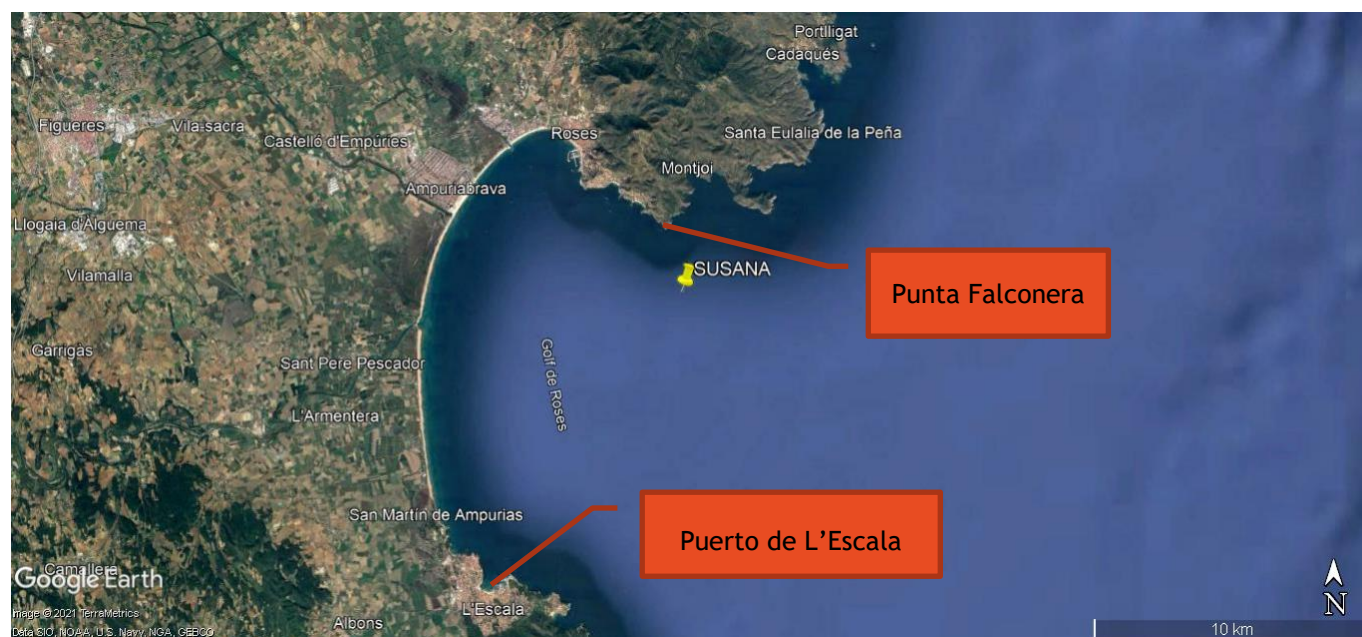 Portlligat
Cadaqués
Figueres
Vila-sacra
Castelló d'Empúries
Roses
Santa Eulalia de la Peña
Montjoi
Ampuriabrava
Llogaia d'Àlguema
Vilamalla
SUSANA
Punta Falconera
Garrigàs
Sant Pere Pescador
Golf de Roses
L'Armentera
San Martín de Ampurias
Puerto de L'Escala
Camallera
Google Earth
L'Escala
Albons
N
Image © 2021 TerraMetrics
Data SIO, NOAA, U.S. Navy, NGA, GEBCO
10 km